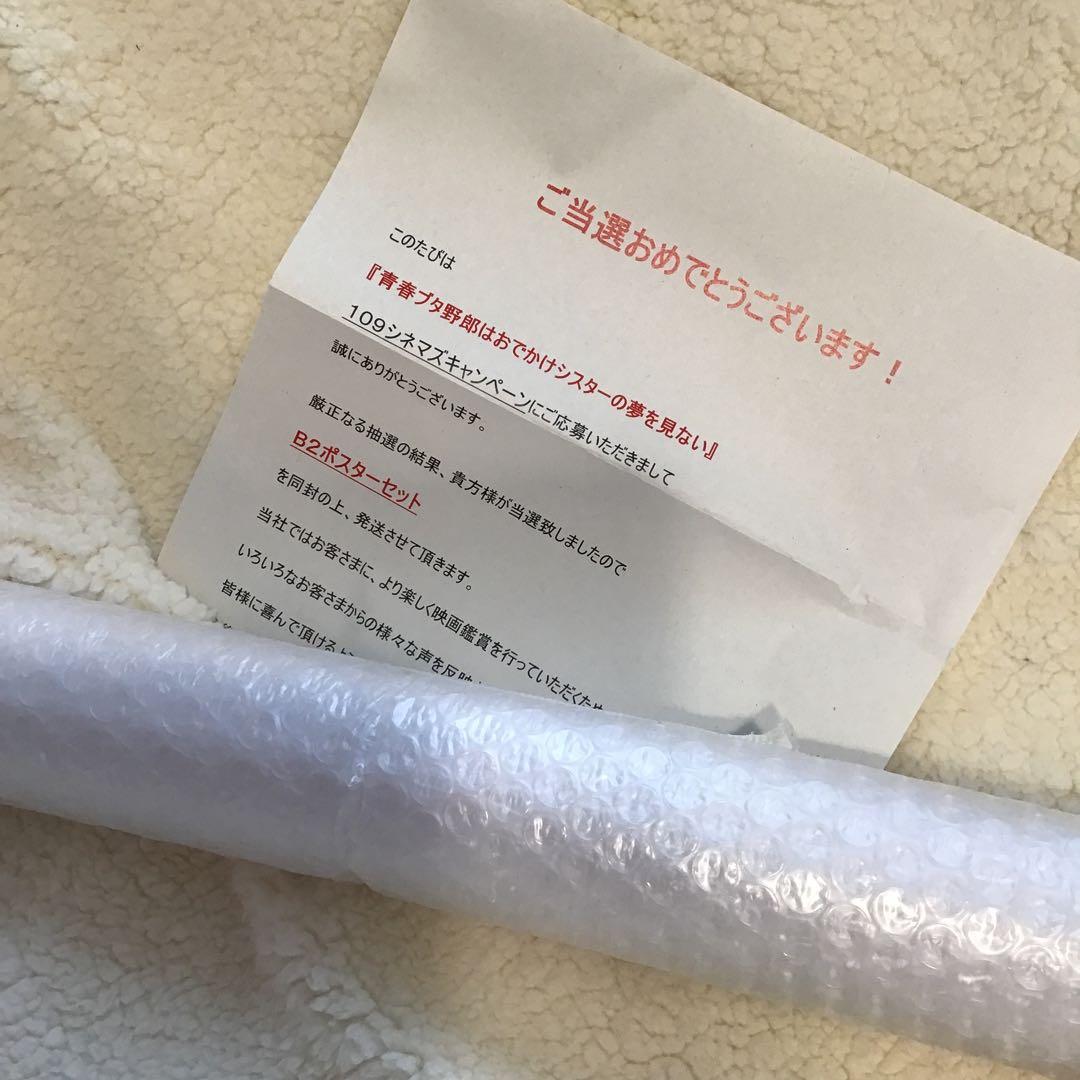 ご当選おめでとうございます！
このたびは
『青春ブタ野郎はおでかけシスターの夢を見ない』
109シネマズキャンペーンにご応募いただきまして
誠にありがとうございます。
厳正なる抽選の結果、貴方様が当選致しましたので
B2ポスターセット
を同封の上、発送させて頂きます。
当社ではお客さまに、より楽しく映画鑑賞を行っていただくため
いろいろなお客さまからの様々な声を反映
皆様に喜んで頂けるよ